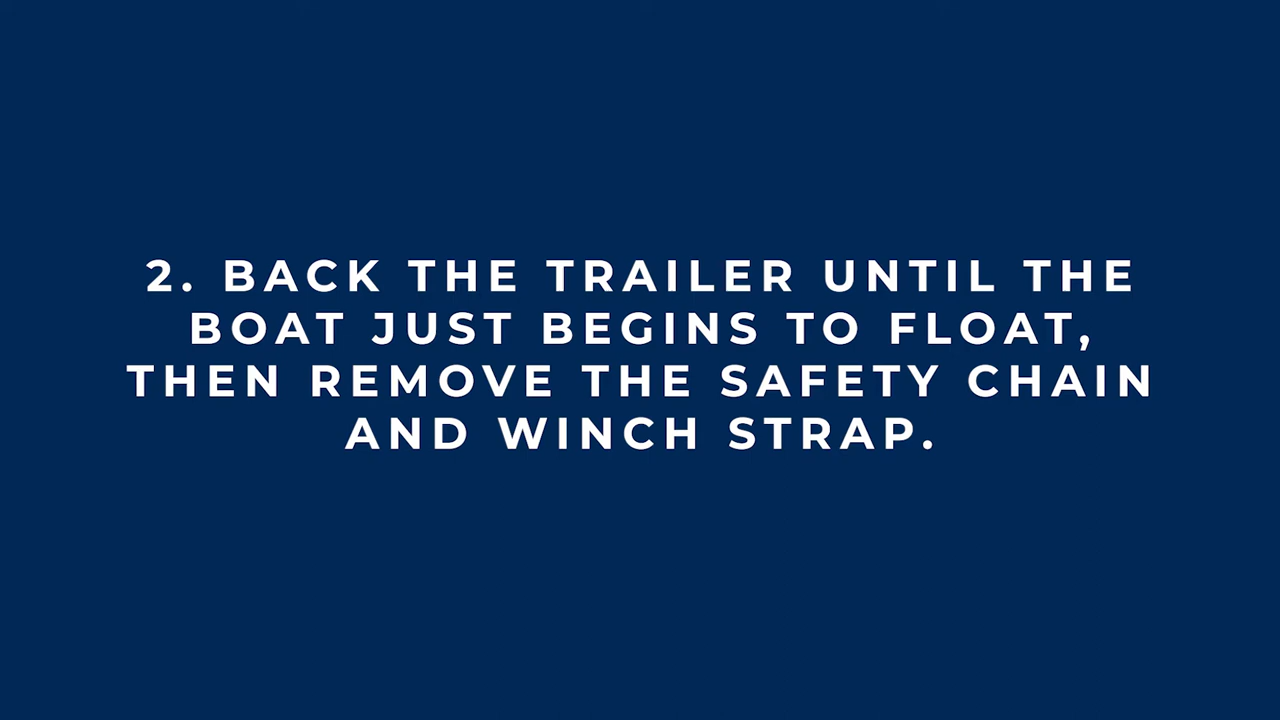 2. BACK THE TRAILER UNTIL THE
BOAT JUST BEGINS TO FLOAT,
THEN REMOVE THE SAFETY CHAIN
AND WINCH STRAP.